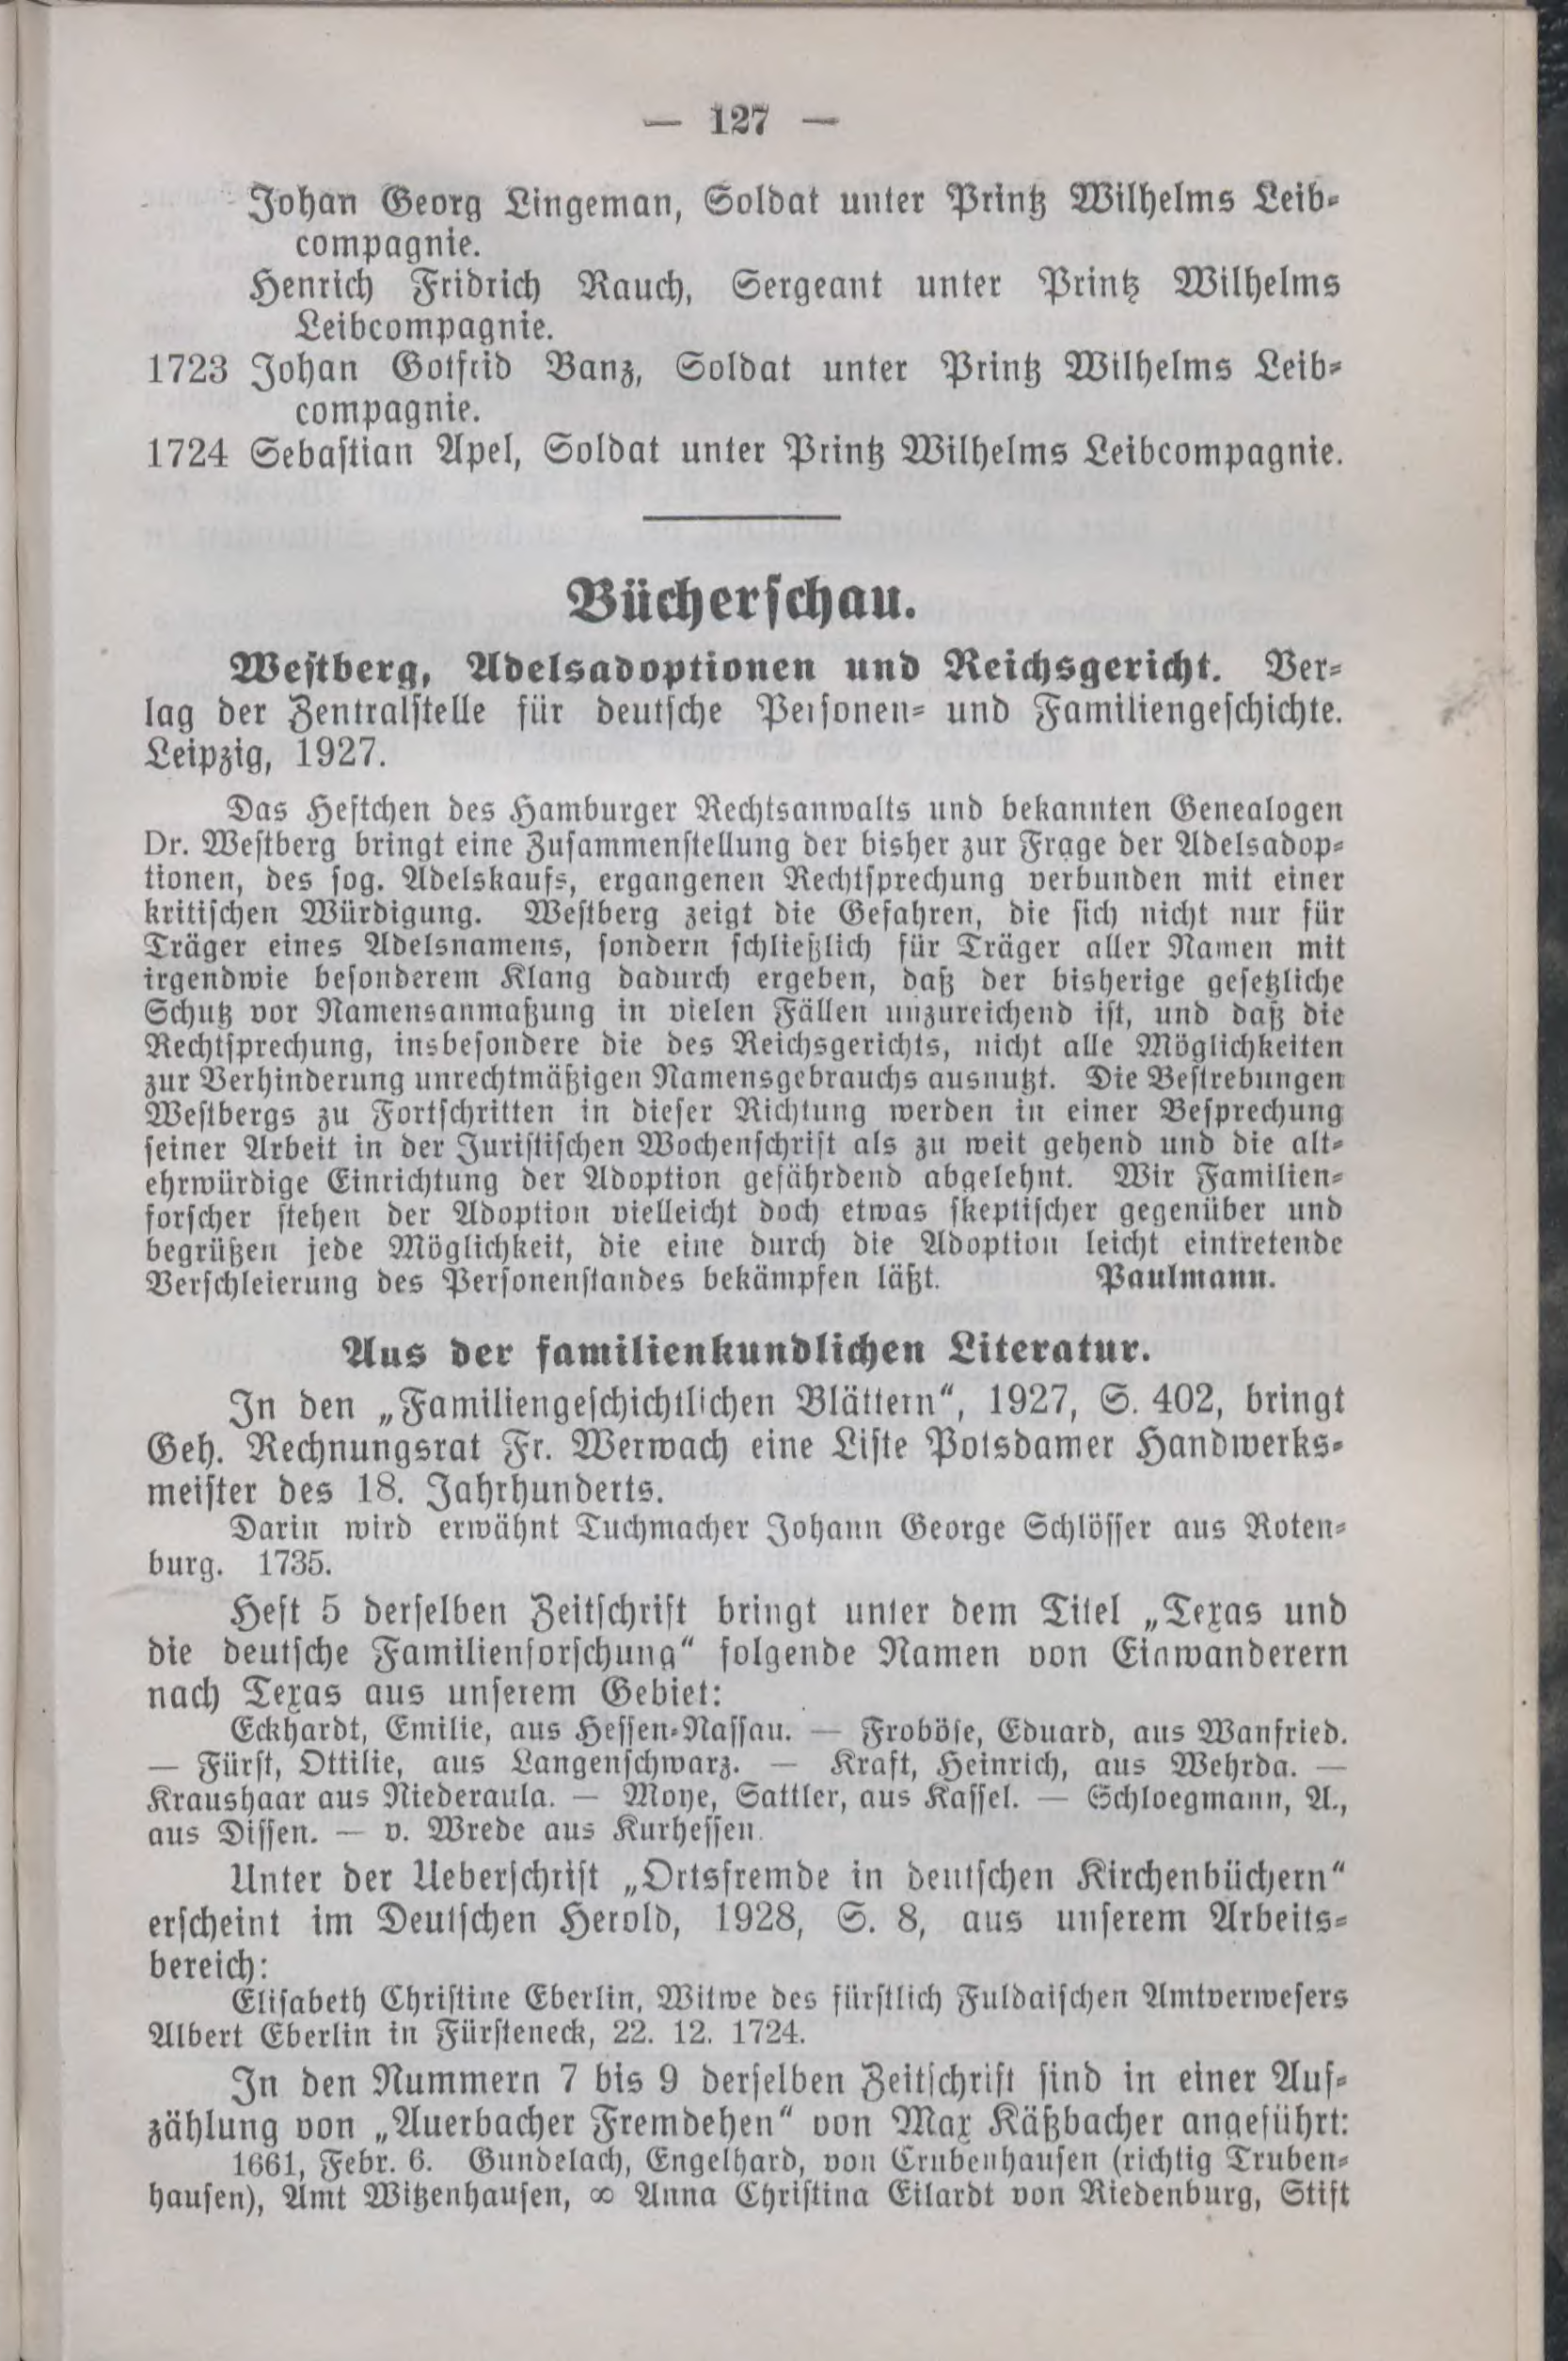 — 127 —
Johan Georg Lingeman, Soldat unter Printz Wilhelms Leib-
compagnie.
Henrich Fridrich Rauch, Sergeant unter Printz Wilhelms
Leibcompagnie.
1723 Johan Gotfrid Banz, Soldat unter Printz Wilhelms Leib-
compagnie.
1724 Sebastian Apel, Soldat unter Printz Wilhelms Leibcompagnie.
Bücherschau.
Westberg, Adelsadoptionen und Reichsgericht. Ver-
lag der Zentralstelle für deutsche Personen- und Familiengeschichte.
Leipzig, 1927.
Das Heftchen des Hamburger Rechtsanwalts und bekannten Genealogen
Dr. Westberg bringt eine Zusammenstellung der bisher zur Frage der Adelsadop-
tionen, des sog. Adelskaufs, ergangenen Rechtsprechung verbunden mit einer
kritischen Würdigung. Westberg zeigt die Gefahren, die sich nicht nur für
Träger eines Adelsnamens, sondern schließlich für Träger aller Namen mit
irgendwie besonderem Klang dadurch ergeben, daß der bisherige gesetzliche
Schutz vor Namensanmaßung in vielen Fällen unzureichend ist, und daß die
Rechtsprechung, insbesondere die des Reichsgerichts, nicht alle Möglichkeiten
zur Verhinderung unrechtmäßigen Namensgebrauchs ausnutzt. Die Bestrebungen
Westbergs zu Fortschritten in dieser Richtung werden in einer Besprechung
seiner Arbeit in der Juristischen Wochenschrift als zu weit gehend und die alt-
ehrwürdige Einrichtung der Adoption gefährdend abgelehnt. Wir Familien-
forscher stehen der Adoption vielleicht doch etwas skeptischer gegenüber und
begrüßen jede Möglichkeit, die eine durch die Adoption leicht eintretende
Verschleierung des Personenstandes bekämpfen läßt. Paulmann.
Aus der familienkundlichen Literatur.
In den „Familiengeschichtlichen Blättern“, 1927, S. 402, bringt
Geh. Rechnungsrat Fr. Werwach eine Liste Potsdamer Handwerks-
meister des 18. Jahrhunderts.
Darin wird erwähnt Tuchmacher Johann George Schlösser aus Roten-
burg. 1735.
Heft 5 derselben Zeitschrift bringt unter dem Titel „Texas und
die deutsche Familienforschung“ folgende Namen von Einwanderern
nach Texas aus unserem Gebiet:
Eckhardt, Emilie, aus Hessen-Nassau. — Froböse, Eduard, aus Wanfried.
— Fürst, Ottilie, aus Langenschwarz. — Kraft, Heinrich, aus Wehrda. —
Kraushaar aus Niederaula. — Moye, Sattler, aus Kassel. — Schloegmann, A.,
aus Dissen. — v. Wrede aus Kurhessen.
Unter der Ueberschrift „Ortsfremde in deutschen Kirchenbüchern“
erscheint im Deutschen Herold, 1928, S. 8, aus unserem Arbeits-
bereich:
Elisabeth Christine Eberlin, Witwe des fürstlich Fuldaischen Amtverwesers
Albert Eberlin in Fürsteneck, 22. 12. 1724.
In den Nummern 7 bis 9 derselben Zeitschrift sind in einer Auf-
zählung von „Auerbacher Fremdehen“ von Max Käßbacher angeführt:
1661, Febr. 6. Gundelach, Engelhard, von Crubenhausen (richtig Truben-
hausen), Amt Witzenhausen, ∞ Anna Christina Eilardt von Riedenburg, Stift